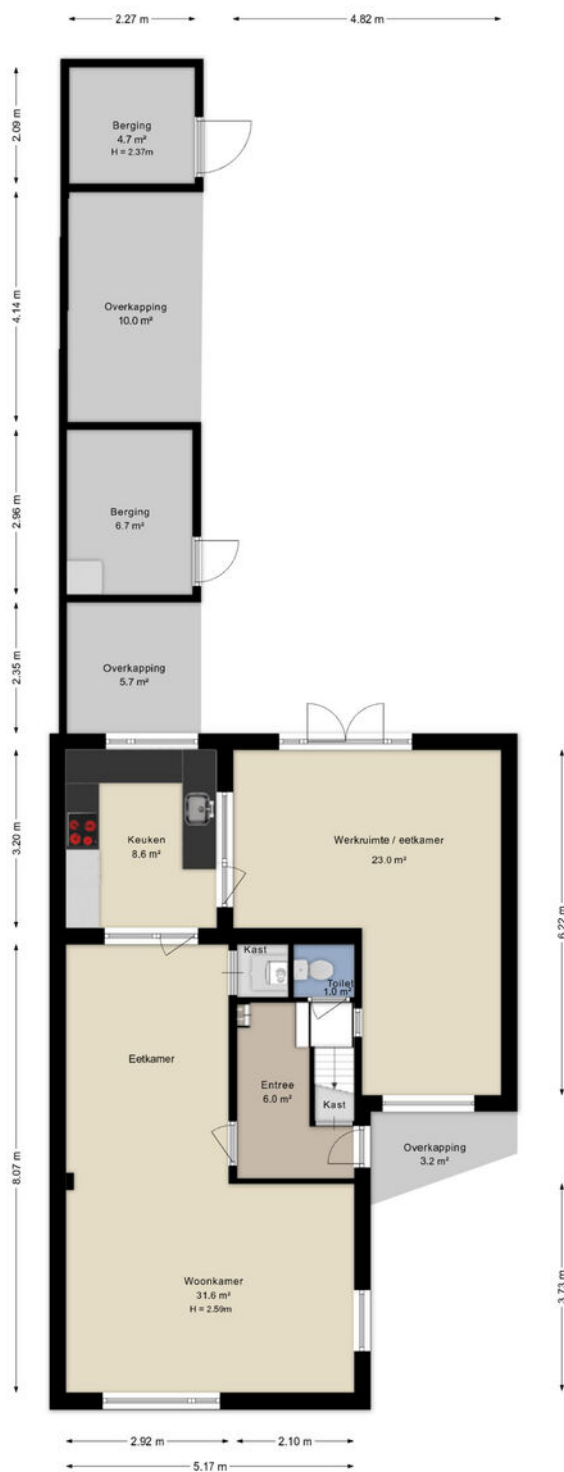 2.27 m
4.82 m
2.09 m
Berging
4.7 m²
H = 2.37m
4.14 m
Overkapping
10.0 m²
2.96 m
Berging
6.7 m²
2.35 m
Overkapping
5.7 m²
3.20 m
Keuken
8.6 m²
Werkruimte / eetkamer
23.0 m²
6.22 m
Kast
Toilet
1.0 m²
Eetkamer
Entree
6.0 m²
Kast
Overkapping
3.2 m²
8.07 m
Woonkamer
31.6 m²
H = 2.59m
3.73 m
2.92 m
2.10 m
5.17 m